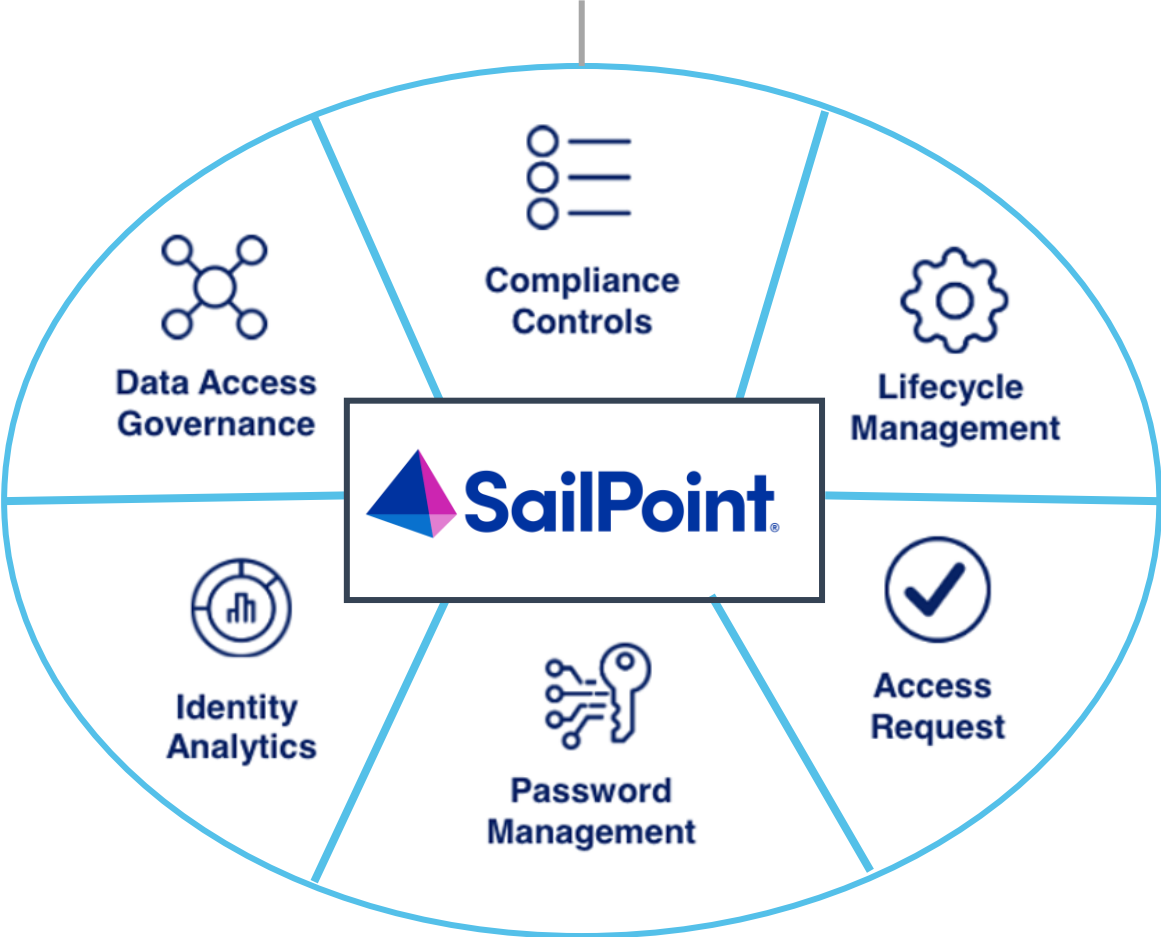 Compliance
Controls
Data Access
Governance
Lifecycle
Management
SailPoint®
Identity
Analytics
Access
Request
Password
Management